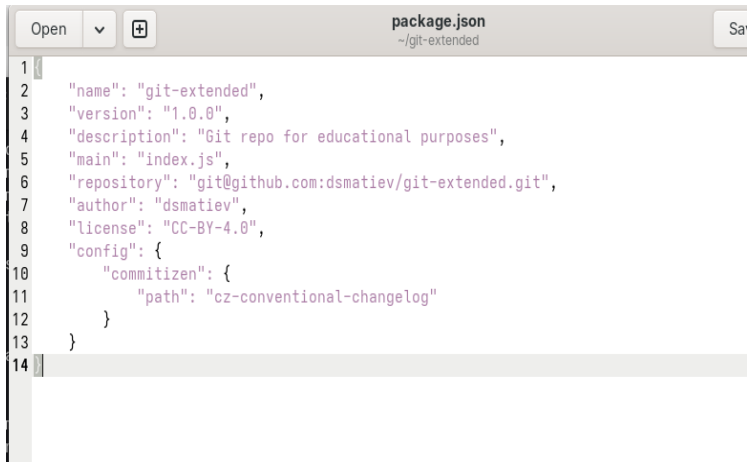 Open
package.json
~/git-extended
1 {
2 "name": "git-extended",
3 "version": "1.0.0",
4 "description": "Git repo for educational purposes",
5 "main": "index.js",
6 "repository": "git@github.com:dsmatiev/git-extended.git",
7 "author": "dsmatiev",
8 "license": "CC-BY-4.0",
9 "config": {
10 "commitizen": {
11 "path": "cz-conventional-changelog"
12 }
13 }
14 }